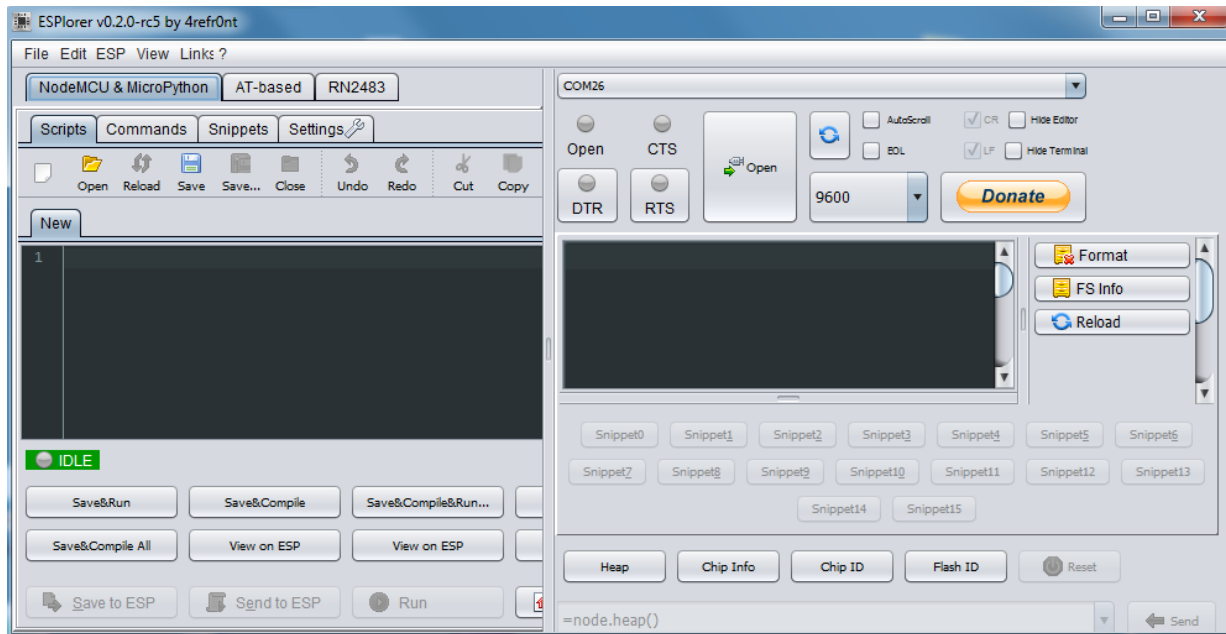 ESPlorer v0.2.0-rc5 by 4refr0nt
File Edit ESP View Links ?
NodeMCU & MicroPython AT-based RN2483
Scripts Commands Snippets Settings
Open Reload Save Save... Close Undo Redo Cut Copy
New
1
IDLE
Save&Run Save&Compile Save&Compile&Run...
Save&Compile All View on ESP View on ESP
Save to ESP Send to ESP Run
COM26
Open CTS Open AutoScroll CR Hide Editor
EOL LF Hide Terminal
DTR RTS 9600 Donate
Format
FS Info
Reload
Snippet0 Snippet1 Snippet2 Snippet3 Snippet4 Snippet5 Snippet6
Snippet7 Snippet8 Snippet9 Snippet10 Snippet11 Snippet12 Snippet13
Snippet14 Snippet15
Heap Chip Info Chip ID Flash ID Reset
=node.heap() Send